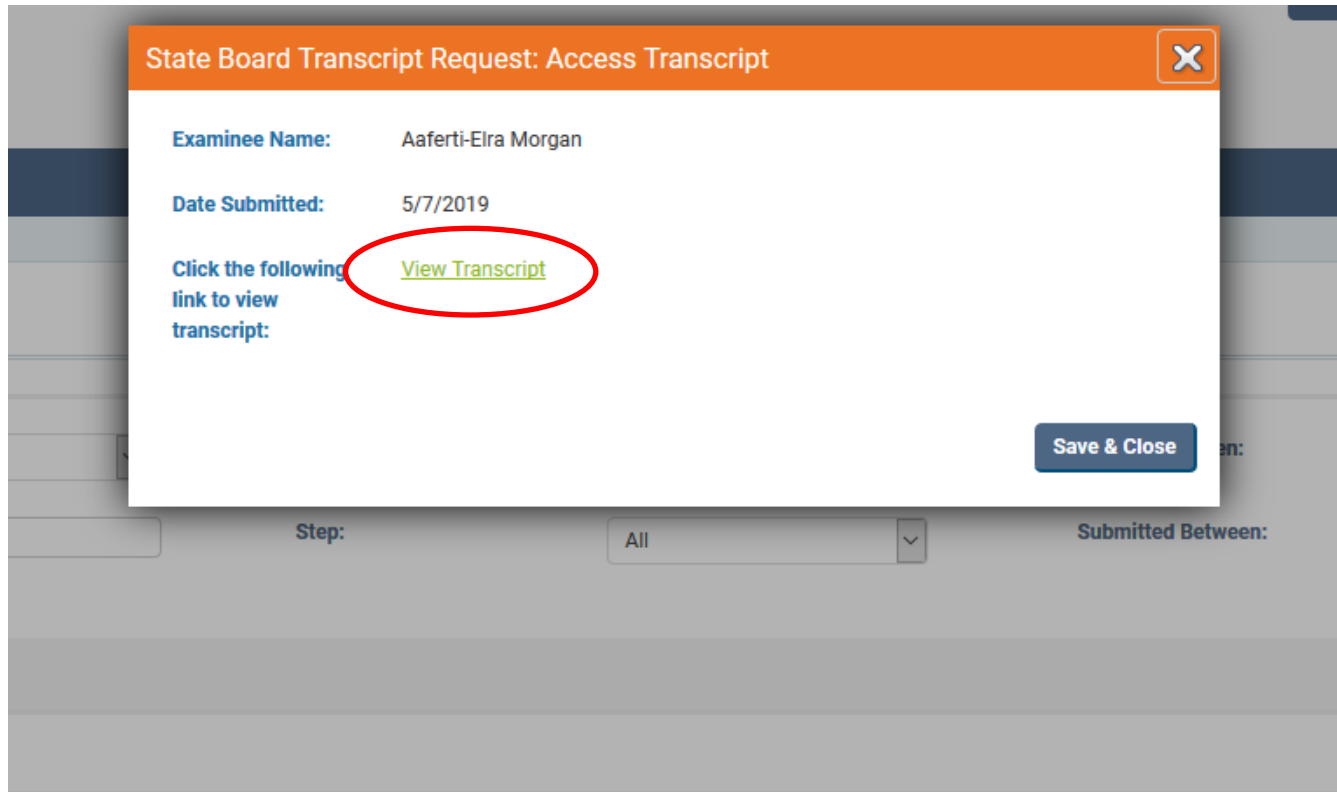 State Board Transcript Request: Access Transcript
Examinee Name: Aaferti-Elra Morgan
Date Submitted: 5/7/2019
Click the following View Transcript
link to view
transcript:
Save & Close
Step: All Submitted Between: